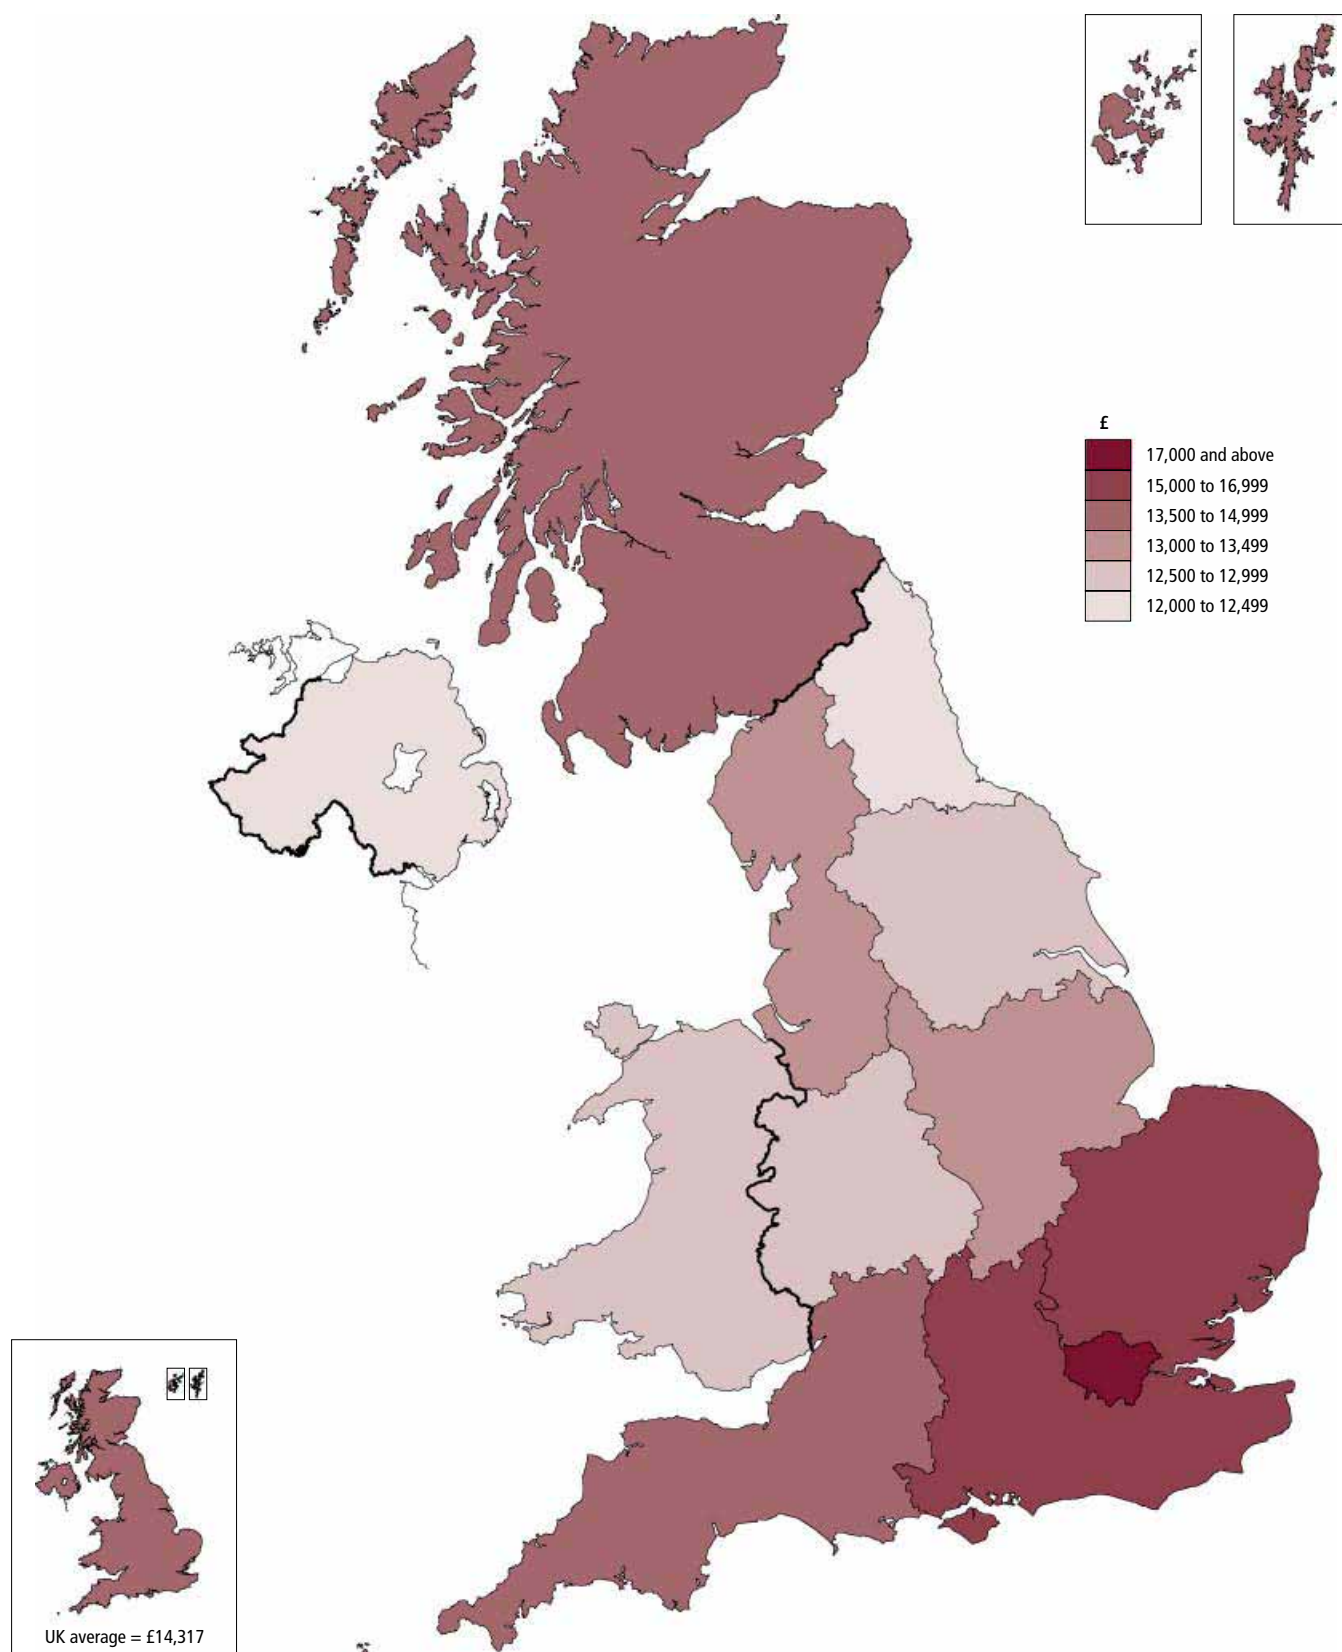 £
17,000 and above
15,000 to 16,999
13,500 to 14,999
13,000 to 13,499
12,500 to 12,999
12,000 to 12,499
UK average = £14,317